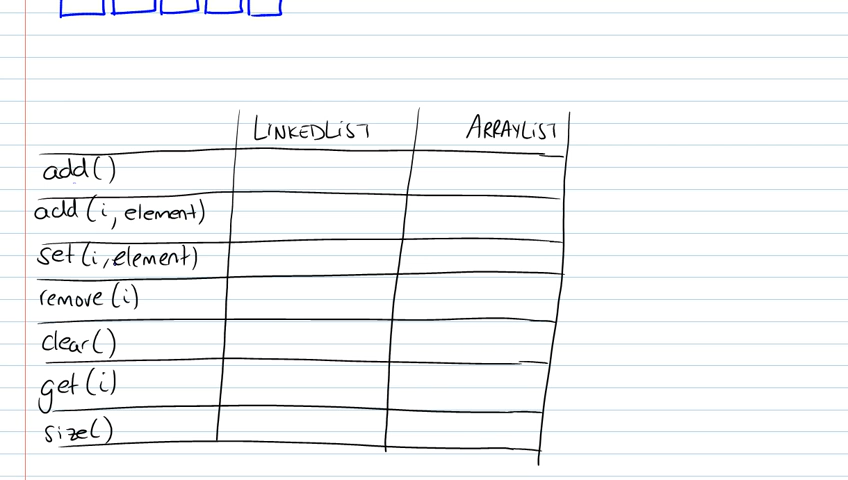 LINKEDLIST ARRAYLIST
add()
add(i, element)
set(i, element)
remove(i)
clear()
get(i)
size()